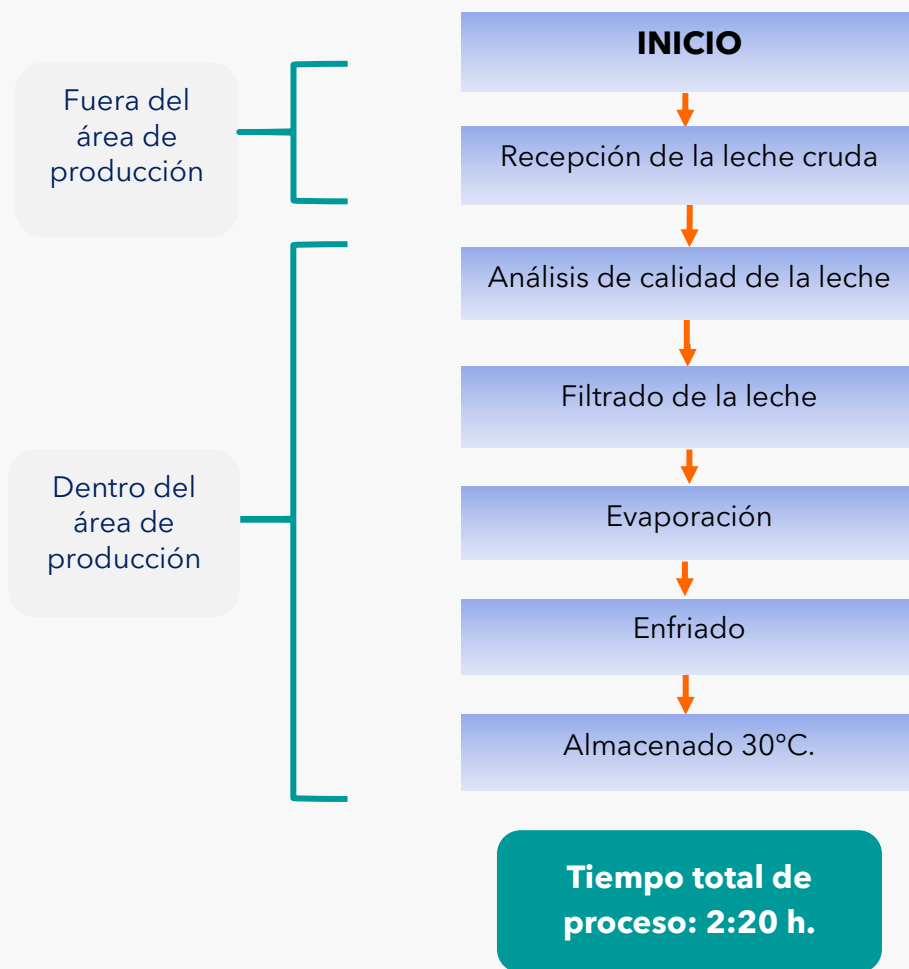 INICIO
Fuera del
área de
producción
Recepción de la leche cruda
Análisis de calidad de la leche
Filtrado de la leche
Dentro del
área de
producción
Evaporación
Enfriado
Almacenado 30°C.
Tiempo total de
proceso: 2:20 h.